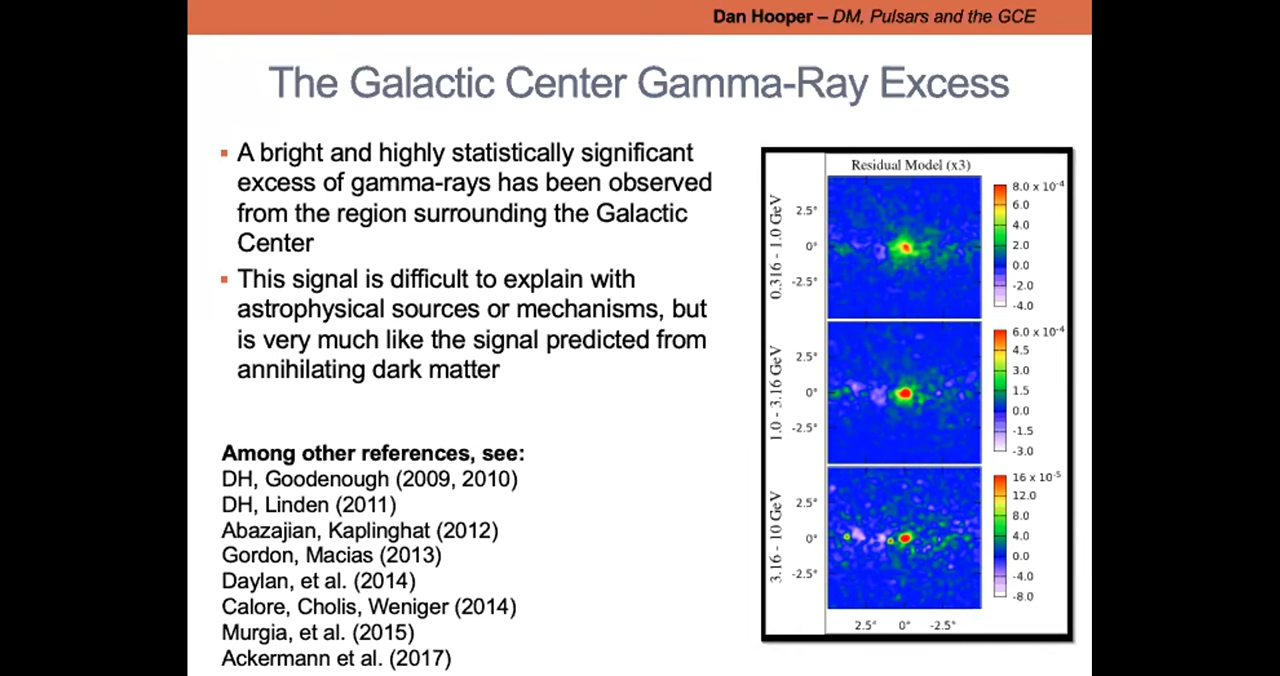 Dan Hooper – DM, Pulsars and the GCE
The Galactic Center Gamma-Ray Excess
▪ A bright and highly statistically significant
excess of gamma-rays has been observed
from the region surrounding the Galactic
Center
▪ This signal is difficult to explain with
astrophysical sources or mechanisms, but
is very much like the signal predicted from
annihilating dark matter
Among other references, see:
DH, Goodenough (2009, 2010)
DH, Linden (2011)
Abazajian, Kaplinghat (2012)
Gordon, Macias (2013)
Daylan, et al. (2014)
Calore, Cholis, Weniger (2014)
Murgia, et al. (2015)
Ackermann et al. (2017)
Residual Model (x3)
0.316 - 1.0 GeV
2.5°
0°
-2.5°
8.0 x 10⁻⁴
6.0
4.0
2.0
0.0
-2.0
-4.0
1.0 - 3.16 GeV
2.5°
0°
-2.5°
6.0 x 10⁻⁴
4.5
3.0
1.5
0.0
-1.5
-3.0
3.16 - 10 GeV
2.5°
0°
-2.5°
16 x 10⁻⁵
12.0
8.0
4.0
0.0
-4.0
-8.0
2.5° 0° -2.5°